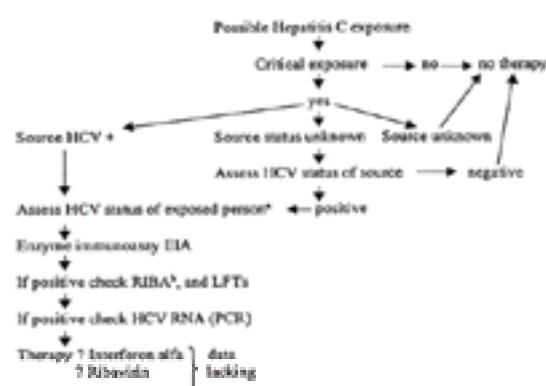 Possible Hepatitis C exposure
Critical exposure → no → no therapy
yes
Source HCV + Source status unknown Source unknown
Assess HCV status of source → negative
Assess HCV status of exposed personᵃ ← positive
Enzyme immunoassay EIA
If positive check RIBAᵇ, and LFTs
If positive check HCV RNA (PCR)
Therapy ? Interferon alfa } data
? Ribavirin } lacking